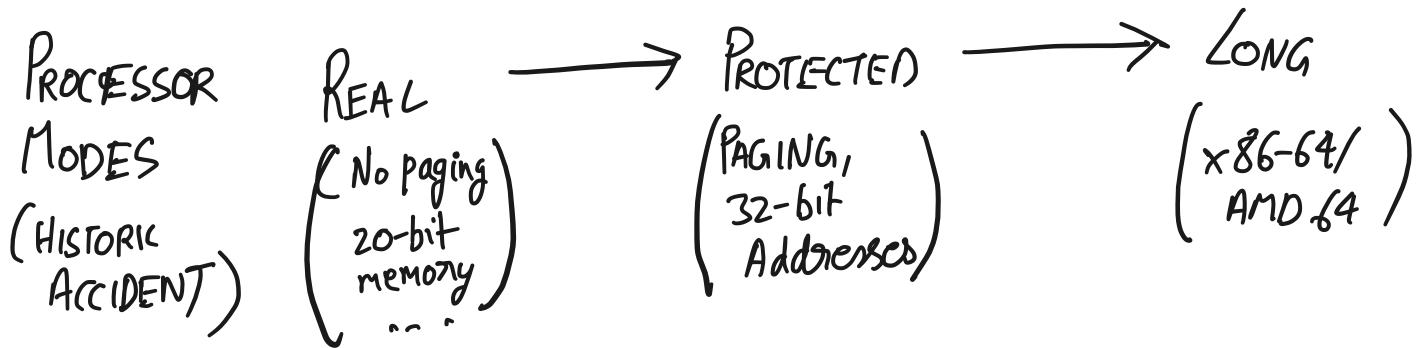 PROCESSOR
MODES
(HISTORIC
ACCIDENT)
REAL
(No paging
20-bit
memory
....)
PROTECTED
(PAGING,
32-bit
Addresses)
LONG
(x86-64/
AMD64)